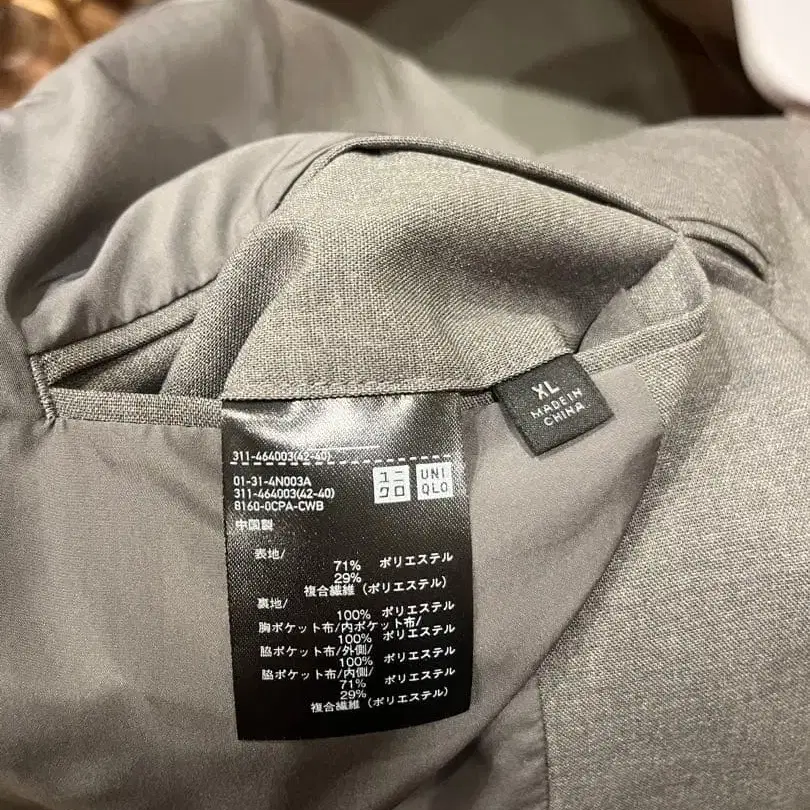 311-464003(42-40)
01-31-4N003A
311-464003(42-40)
8160-0CPA-CWB
中国製
ユニ
クロ
UNI
QLO
表地/
71% ポリエステル
29%
複合繊維（ポリエステル）
裏地/
100% ポリエステル
胸ポケット布/内ポケット布/
100% ポリエステル
脇ポケット布/外側/
100% ポリエステル
脇ポケット布/内側/
71% ポリエステル
29%
複合繊維（ポリエステル）
XL
MADE IN
CHINA